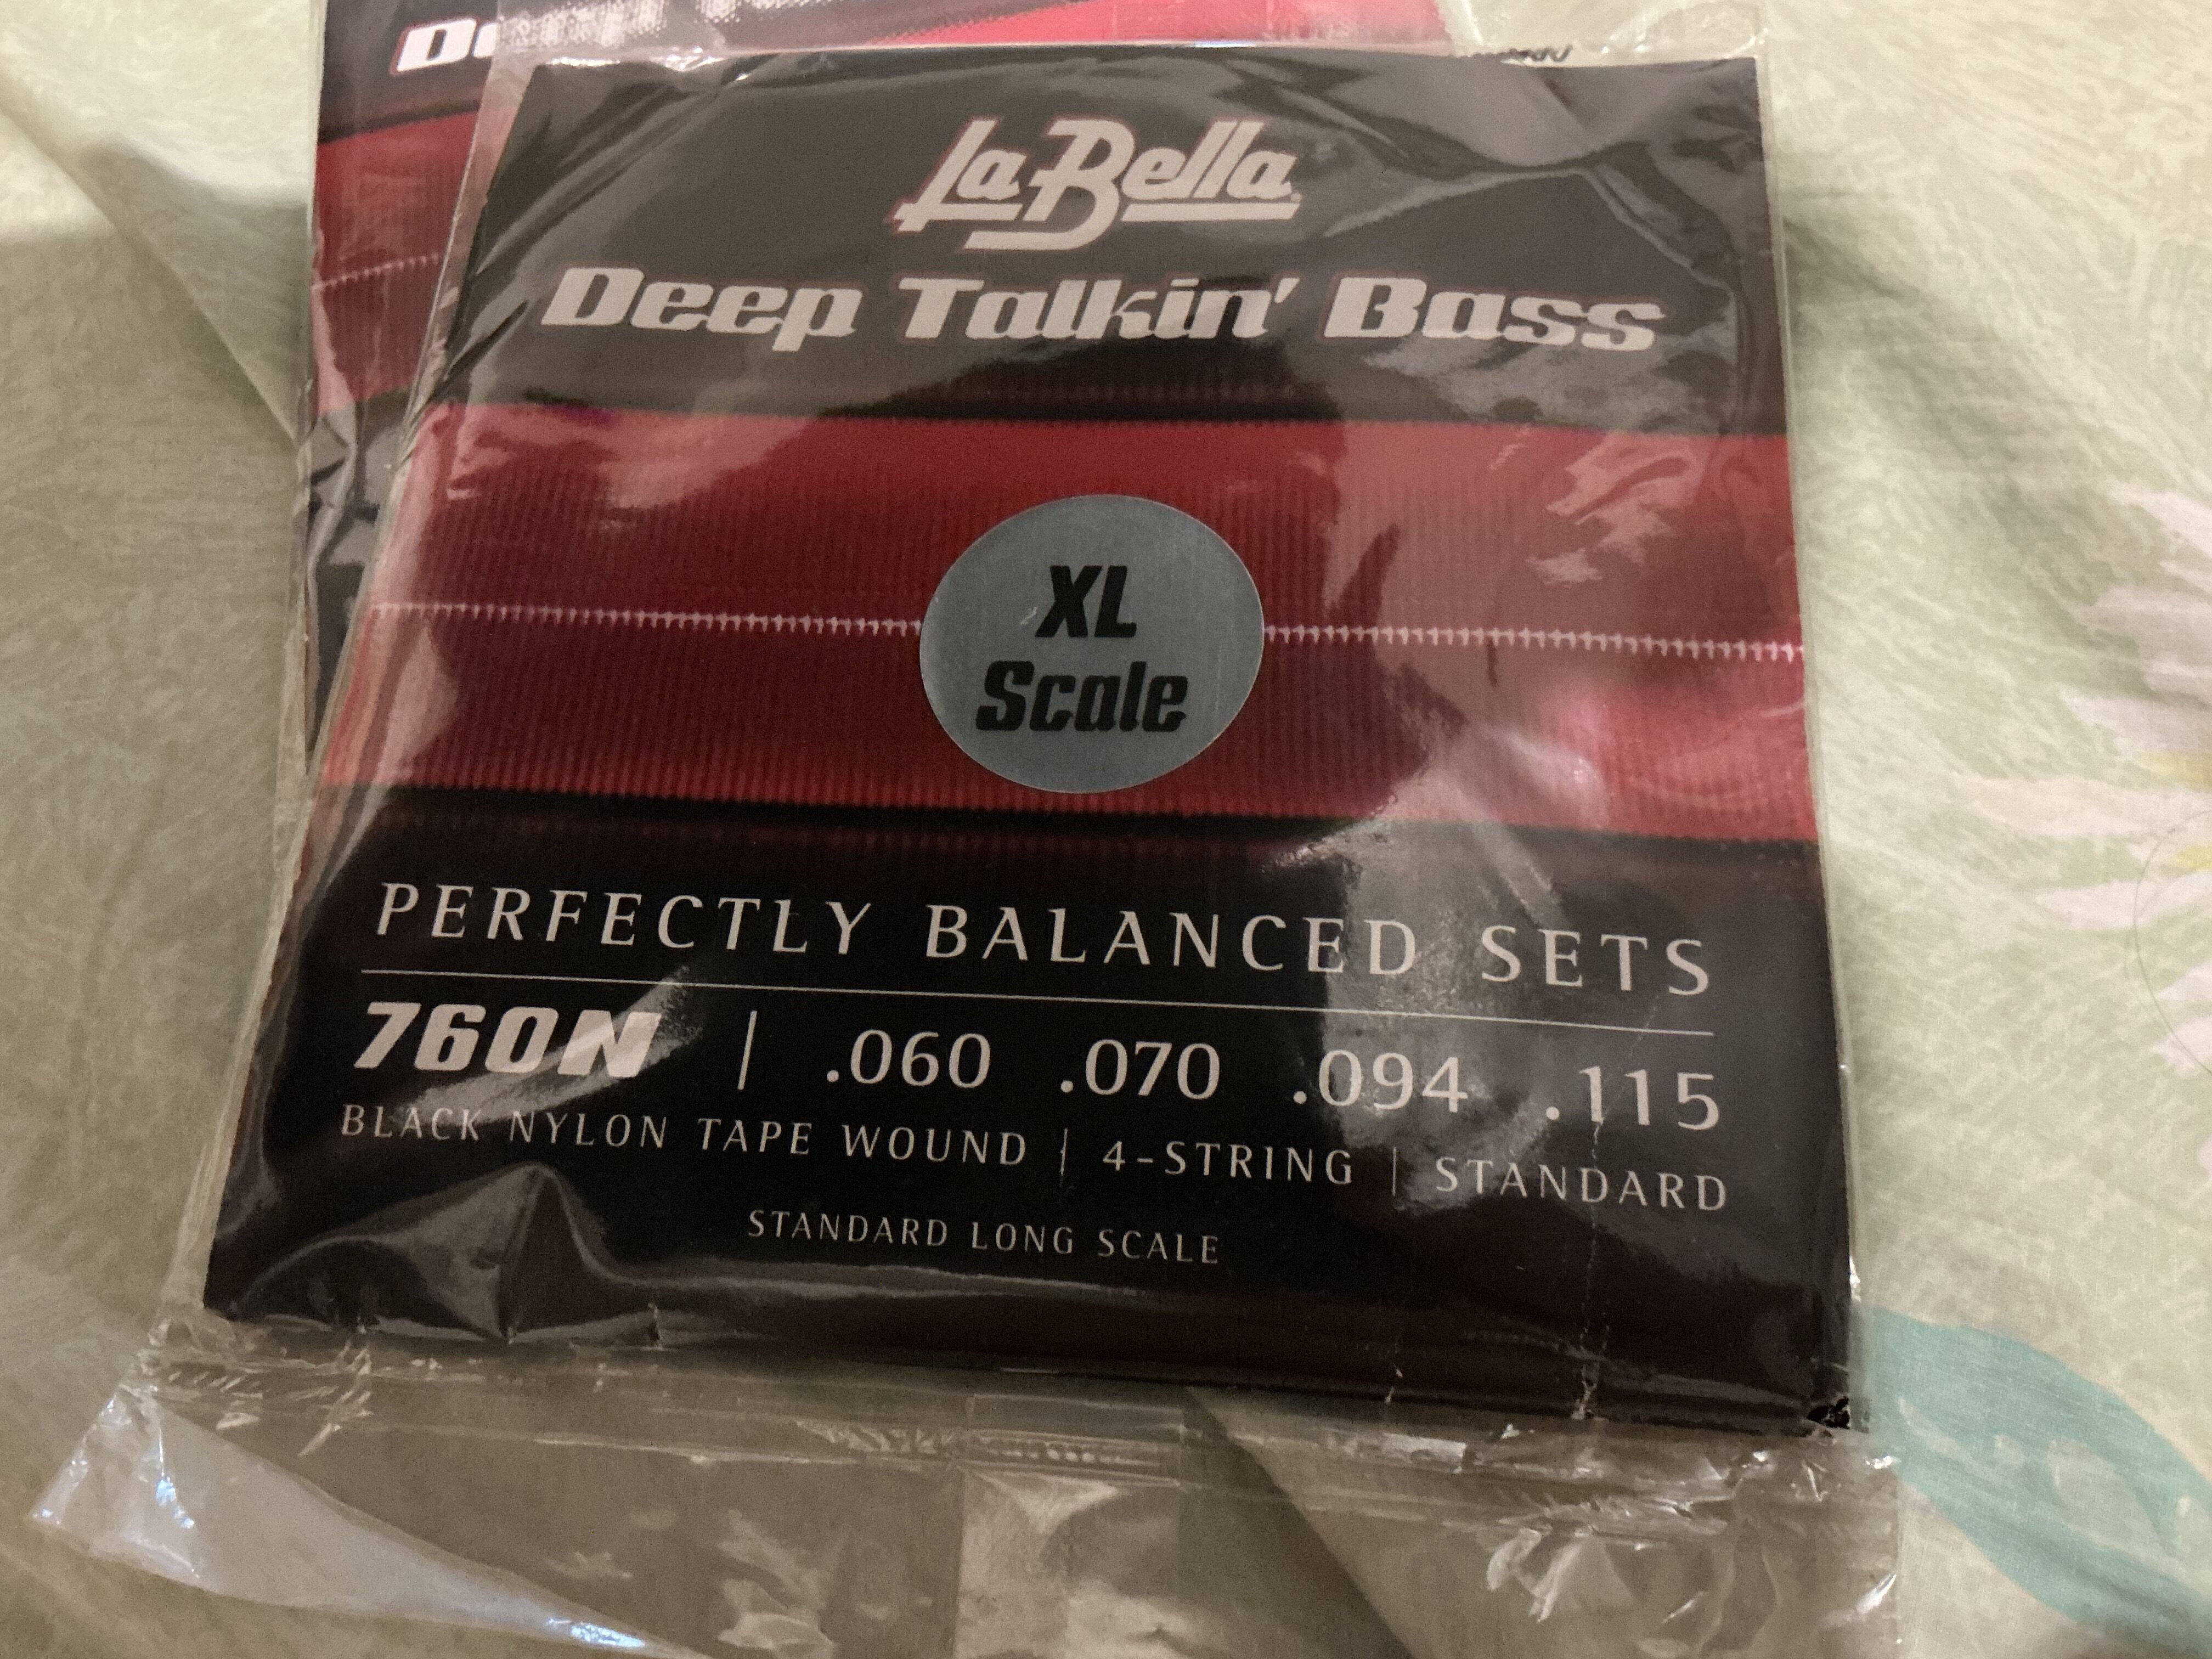 La Bella
Deep Talkin' Bass
XL
Scale
PERFECTLY BALANCED SETS
760N | .060 .070 .094 .115
BLACK NYLON TAPE WOUND | 4-STRING | STANDARD
STANDARD LONG SCALE